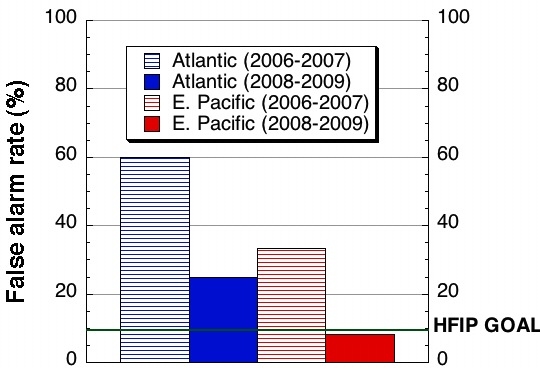 100
80
60
40
20
0
False alarm rate (%)
Atlantic (2006-2007)
Atlantic (2008-2009)
E. Pacific (2006-2007)
E. Pacific (2008-2009)
100
80
60
40
20
0
HFIP GOAL